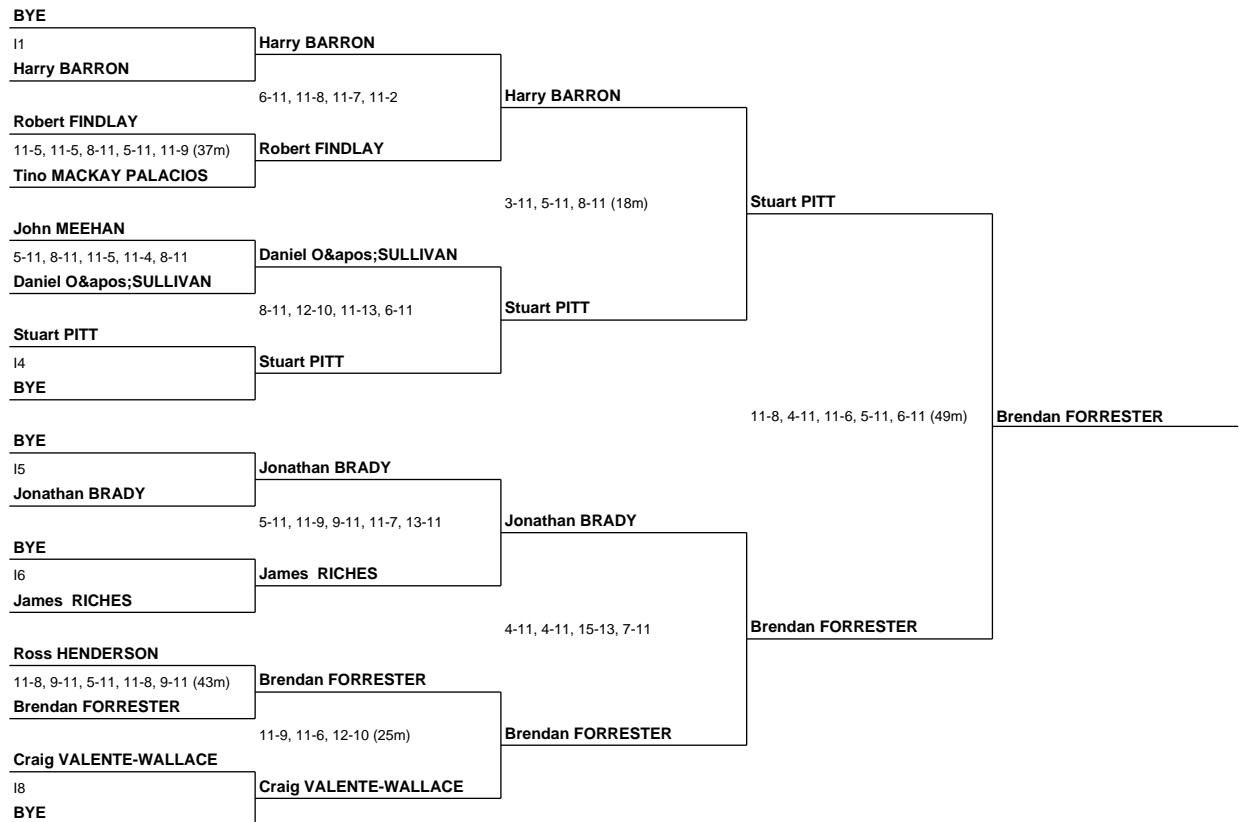 BYE
I1
Harry BARRON
Robert FINDLAY
11-5, 11-5, 8-11, 5-11, 11-9 (37m)
Tino MACKAY PALACIOS
John MEEHAN
5-11, 8-11, 11-5, 11-4, 8-11
Daniel O&apos;SULLIVAN
Stuart PITT
I4
BYE
BYE
I5
Jonathan BRADY
BYE
I6
James  RICHES
Ross HENDERSON
11-8, 9-11, 5-11, 11-8, 9-11 (43m)
Brendan FORRESTER
Craig VALENTE-WALLACE
I8
BYE
Harry BARRON
6-11, 11-8, 11-7, 11-2
Robert FINDLAY
Daniel O&apos;SULLIVAN
8-11, 12-10, 11-13, 6-11
Stuart PITT
Jonathan BRADY
5-11, 11-9, 9-11, 11-7, 13-11
James  RICHES
Brendan FORRESTER
11-9, 11-6, 12-10 (25m)
Craig VALENTE-WALLACE
Harry BARRON
3-11, 5-11, 8-11 (18m)
Stuart PITT
Jonathan BRADY
4-11, 4-11, 15-13, 7-11
Brendan FORRESTER
Stuart PITT
11-8, 4-11, 11-6, 5-11, 6-11 (49m)
Brendan FORRESTER
Brendan FORRESTER